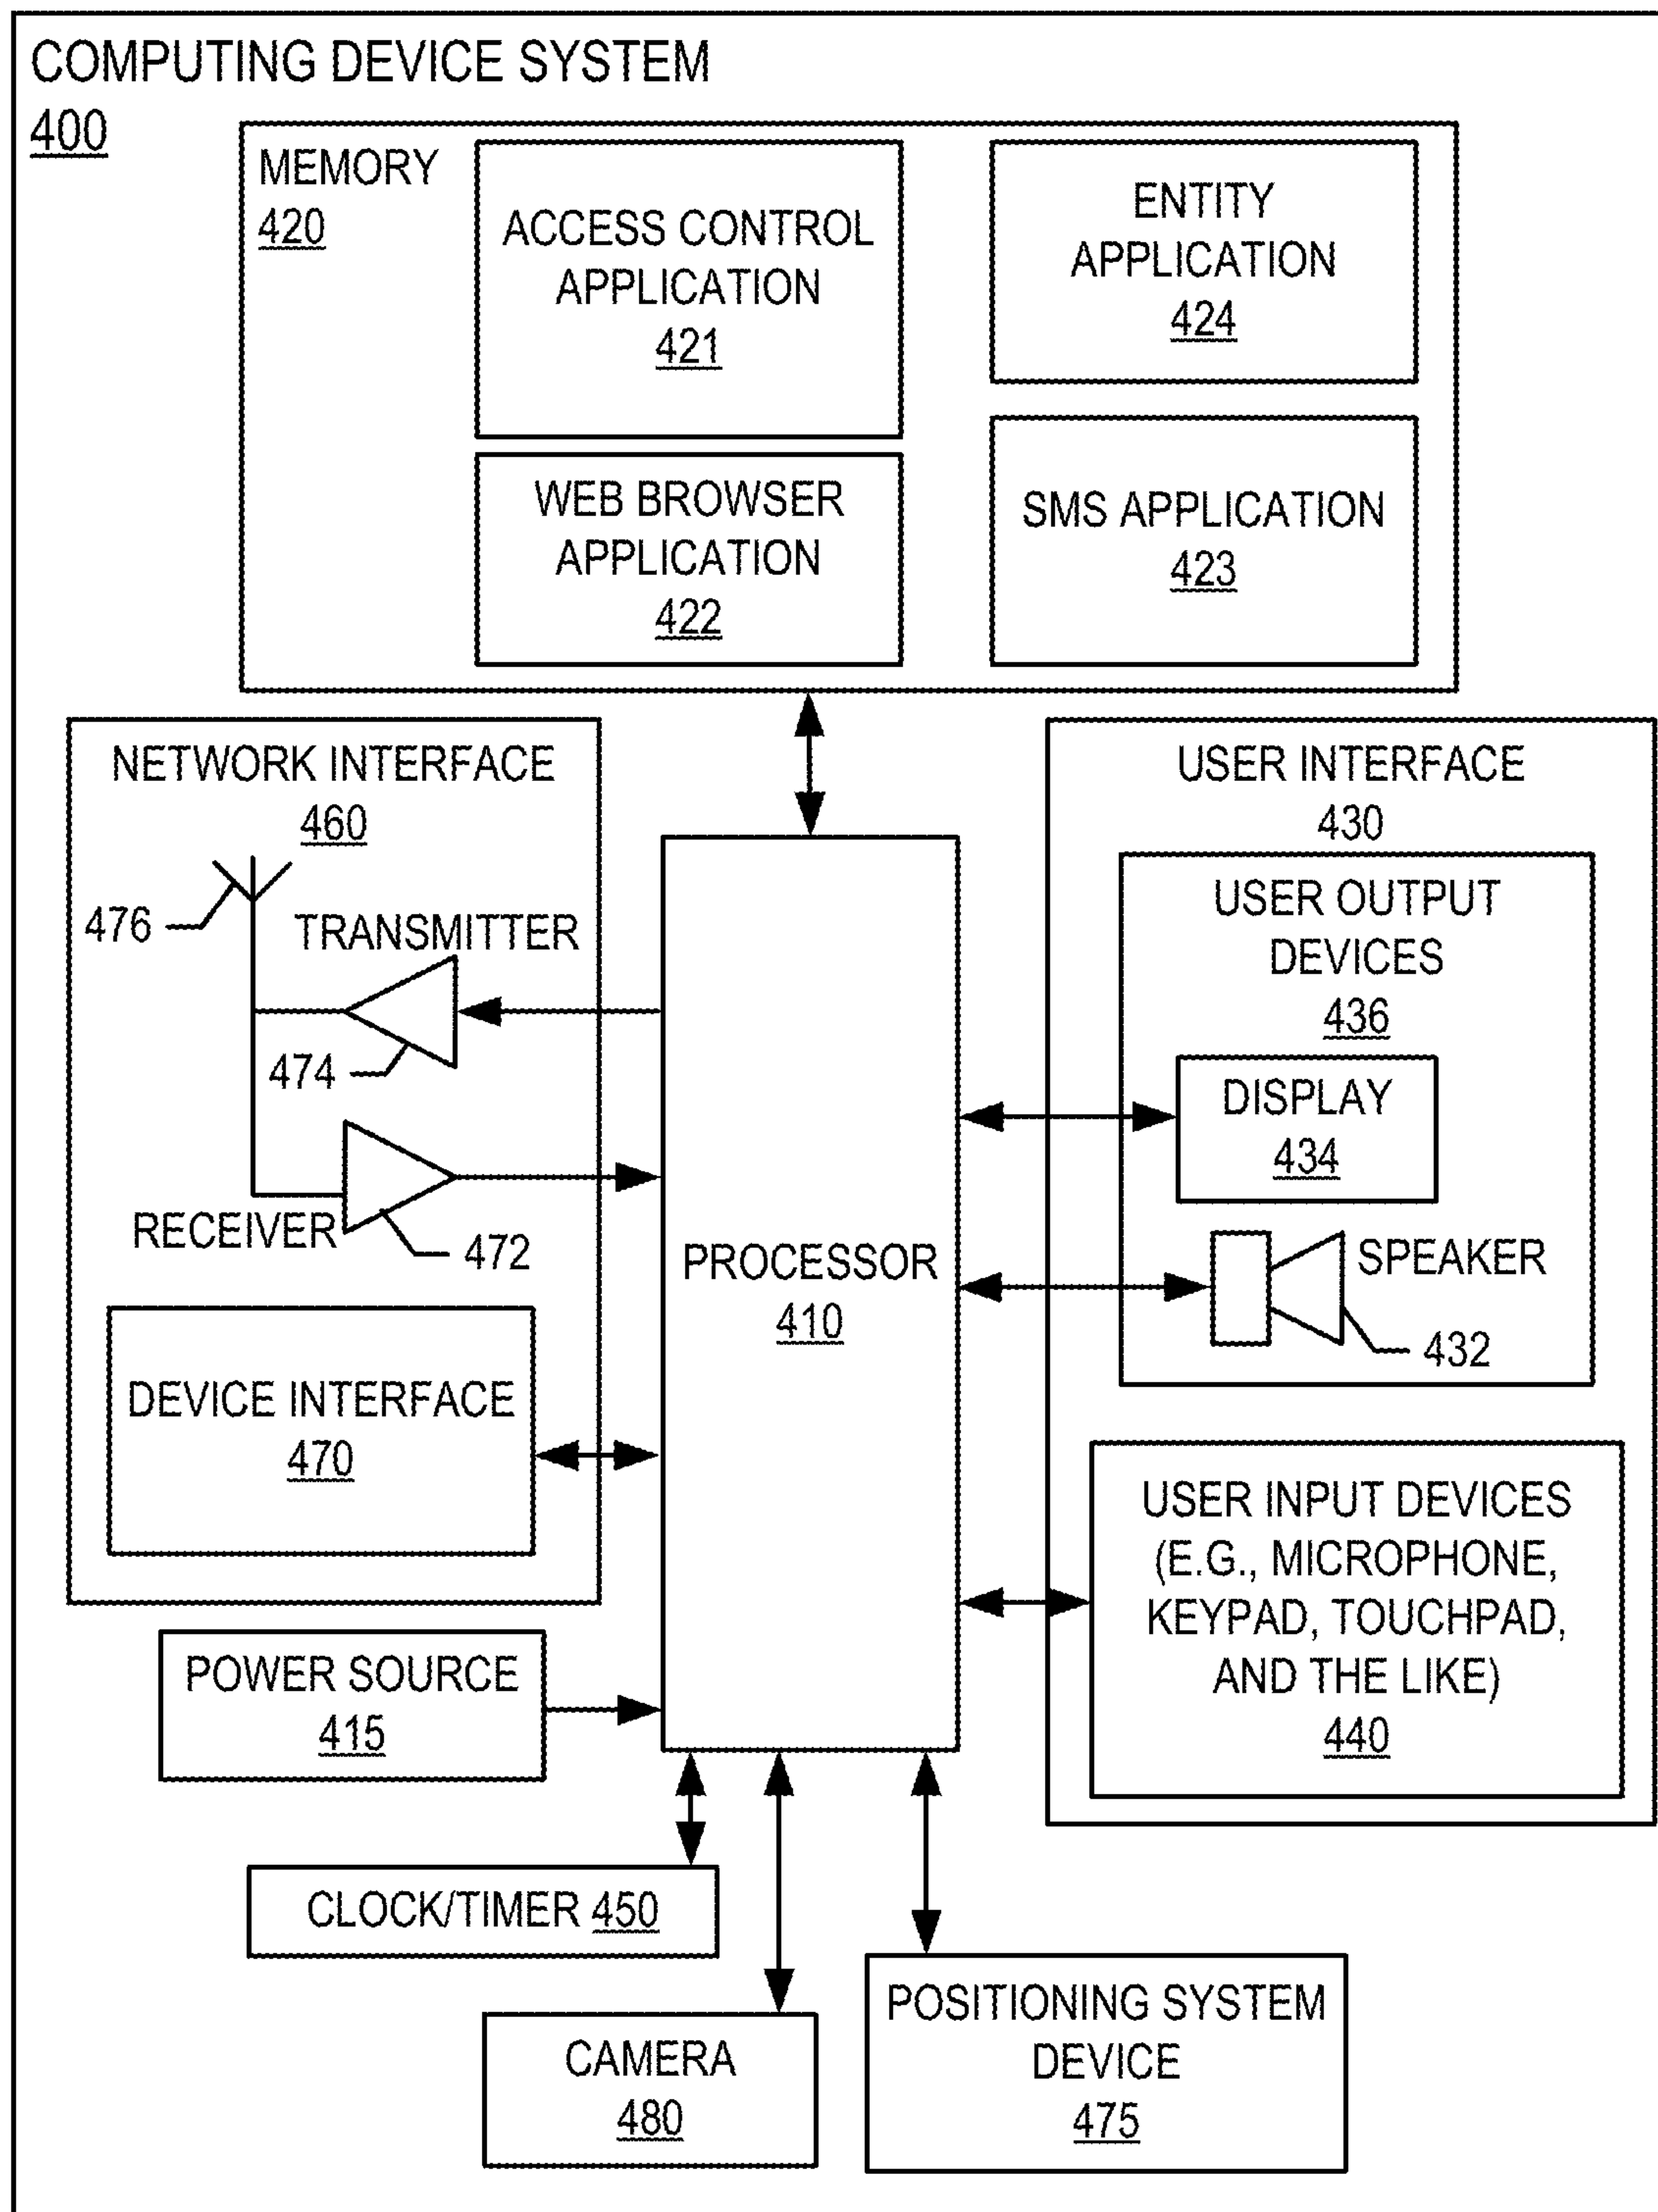 COMPUTING DEVICE SYSTEM
400
MEMORY
420
ACCESS CONTROL
APPLICATION
421
ENTITY
APPLICATION
424
WEB BROWSER
APPLICATION
422
SMS APPLICATION
423
NETWORK INTERFACE
460
476
TRANSMITTER
474
RECEIVER
472
DEVICE INTERFACE
470
PROCESSOR
410
USER INTERFACE
430
USER OUTPUT
DEVICES
436
DISPLAY
434
SPEAKER
432
USER INPUT DEVICES
(E.G., MICROPHONE,
KEYPAD, TOUCHPAD,
AND THE LIKE)
440
POWER SOURCE
415
CLOCK/TIMER 450
CAMERA
480
POSITIONING SYSTEM
DEVICE
475